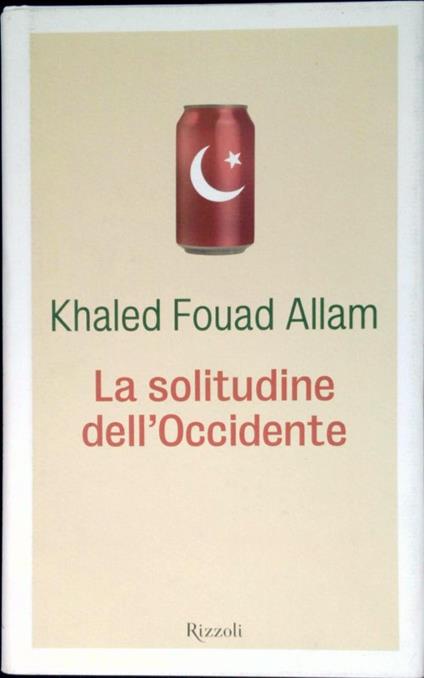 Khaled Fouad Allam
La solitudine
dell'Occidente
Rizzoli